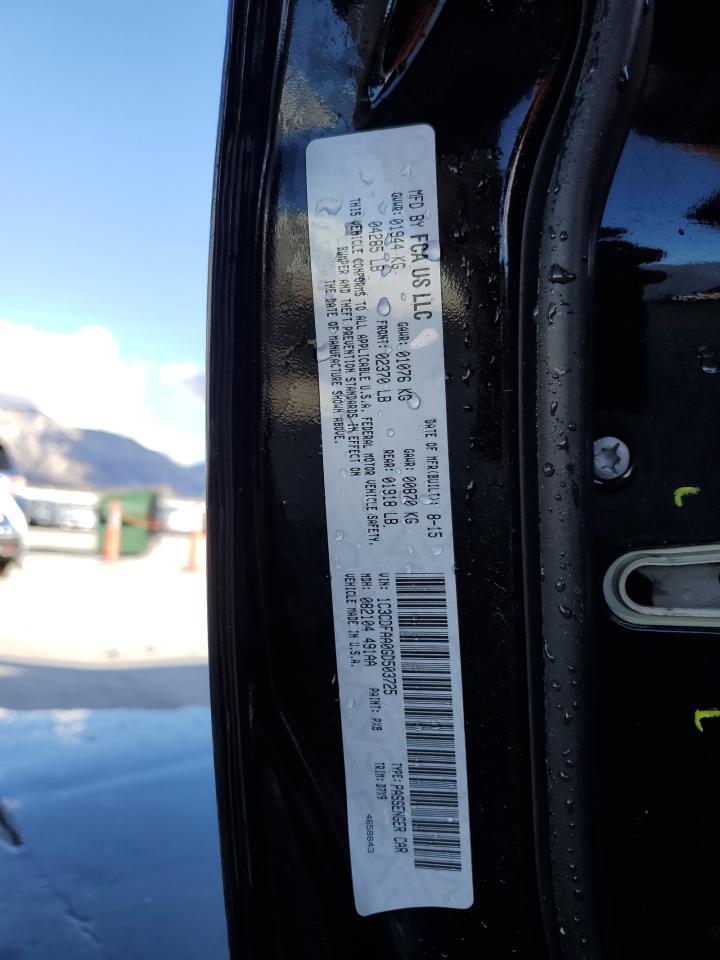 MFD BY FCA US LLC
DATE OF MFR(BUILT): 8-15
GVWR: 01944 KG
GAWR: 01076 KG
GAWR: 00870 KG
04285 LB
FRONT: 02370 LB
REAR: 01918 LB
THIS VEHICLE CONFORMS TO ALL APPLICABLE U.S.A. FEDERAL MOTOR VEHICLE SAFETY,
BUMPER AND THEFT PREVENTION STANDARDS IN EFFECT ON
THE DATE OF MANUFACTURE SHOWN ABOVE.
VIN: 1C3CDFAA0GD503725
TYPE: PASSENGER CAR
MDH: 082104 491AA
PAINT: PX8
TRIM: D7X9
VEHICLE MADE IN U.S.A.
4658843